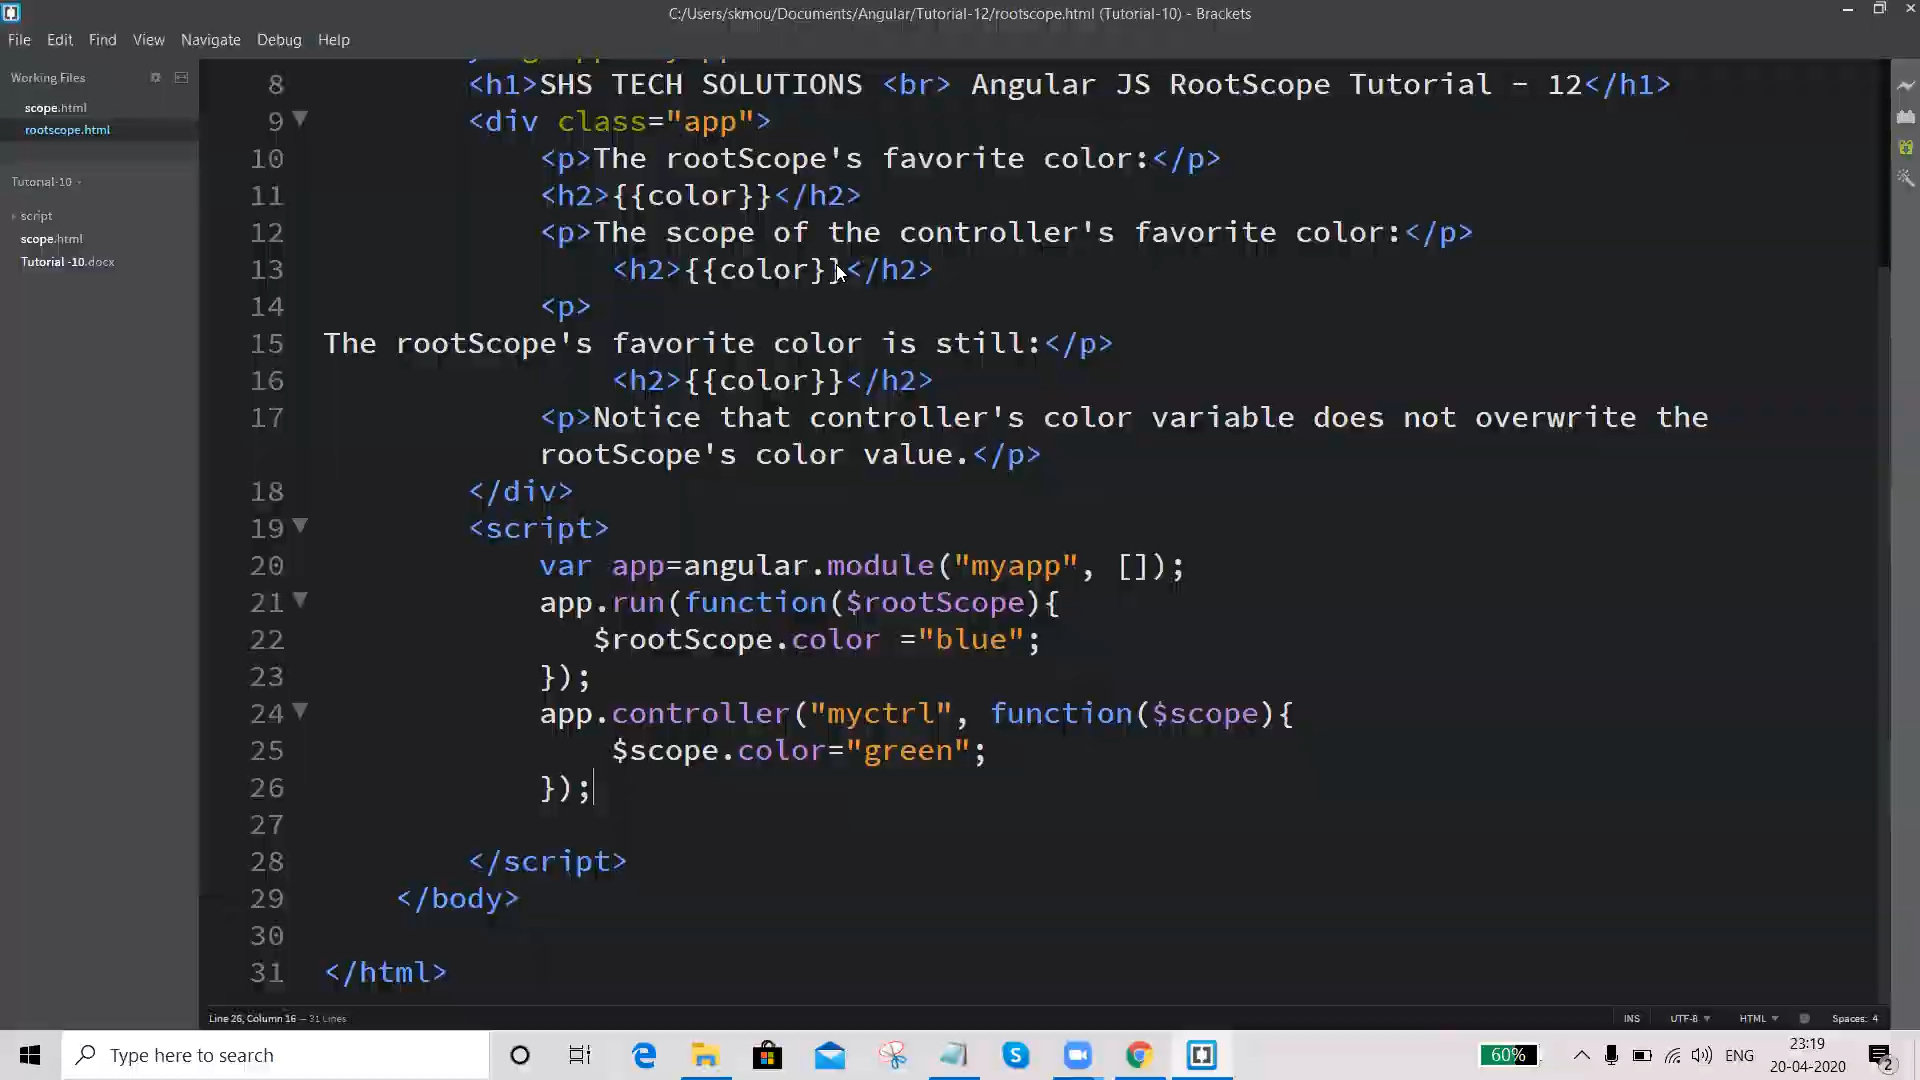 C:/Users/skmou/Documents/Angular/Tutorial-12/rootscope.html (Tutorial-10) - Brackets
File Edit Find View Navigate Debug Help
Working Files
scope.html
rootscope.html
Tutorial-10
script
scope.html
Tutorial -10.docx
8 <h1>SHS TECH SOLUTIONS <br> Angular JS RootScope Tutorial - 12</h1>
9 <div class="app">
10 <p>The rootScope's favorite color:</p>
11 <h2>{{color}}</h2>
12 <p>The scope of the controller's favorite color:</p>
13 <h2>{{color}}</h2>
14 <p>
15 The rootScope's favorite color is still:</p>
16 <h2>{{color}}</h2>
17 <p>Notice that controller's color variable does not overwrite the
rootScope's color value.</p>
18 </div>
19 <script>
20 var app=angular.module("myapp", []);
21 app.run(function($rootScope){
22 $rootScope.color ="blue";
23 });
24 app.controller("myctrl", function($scope){
25 $scope.color="green";
26 });
27
28 </script>
29 </body>
30
31 </html>
Line 26, Column 16 — 31 Lines
INS UTF-8 HTML Spaces: 4
Type here to search
60%
ENG
23:19
20-04-2020
2